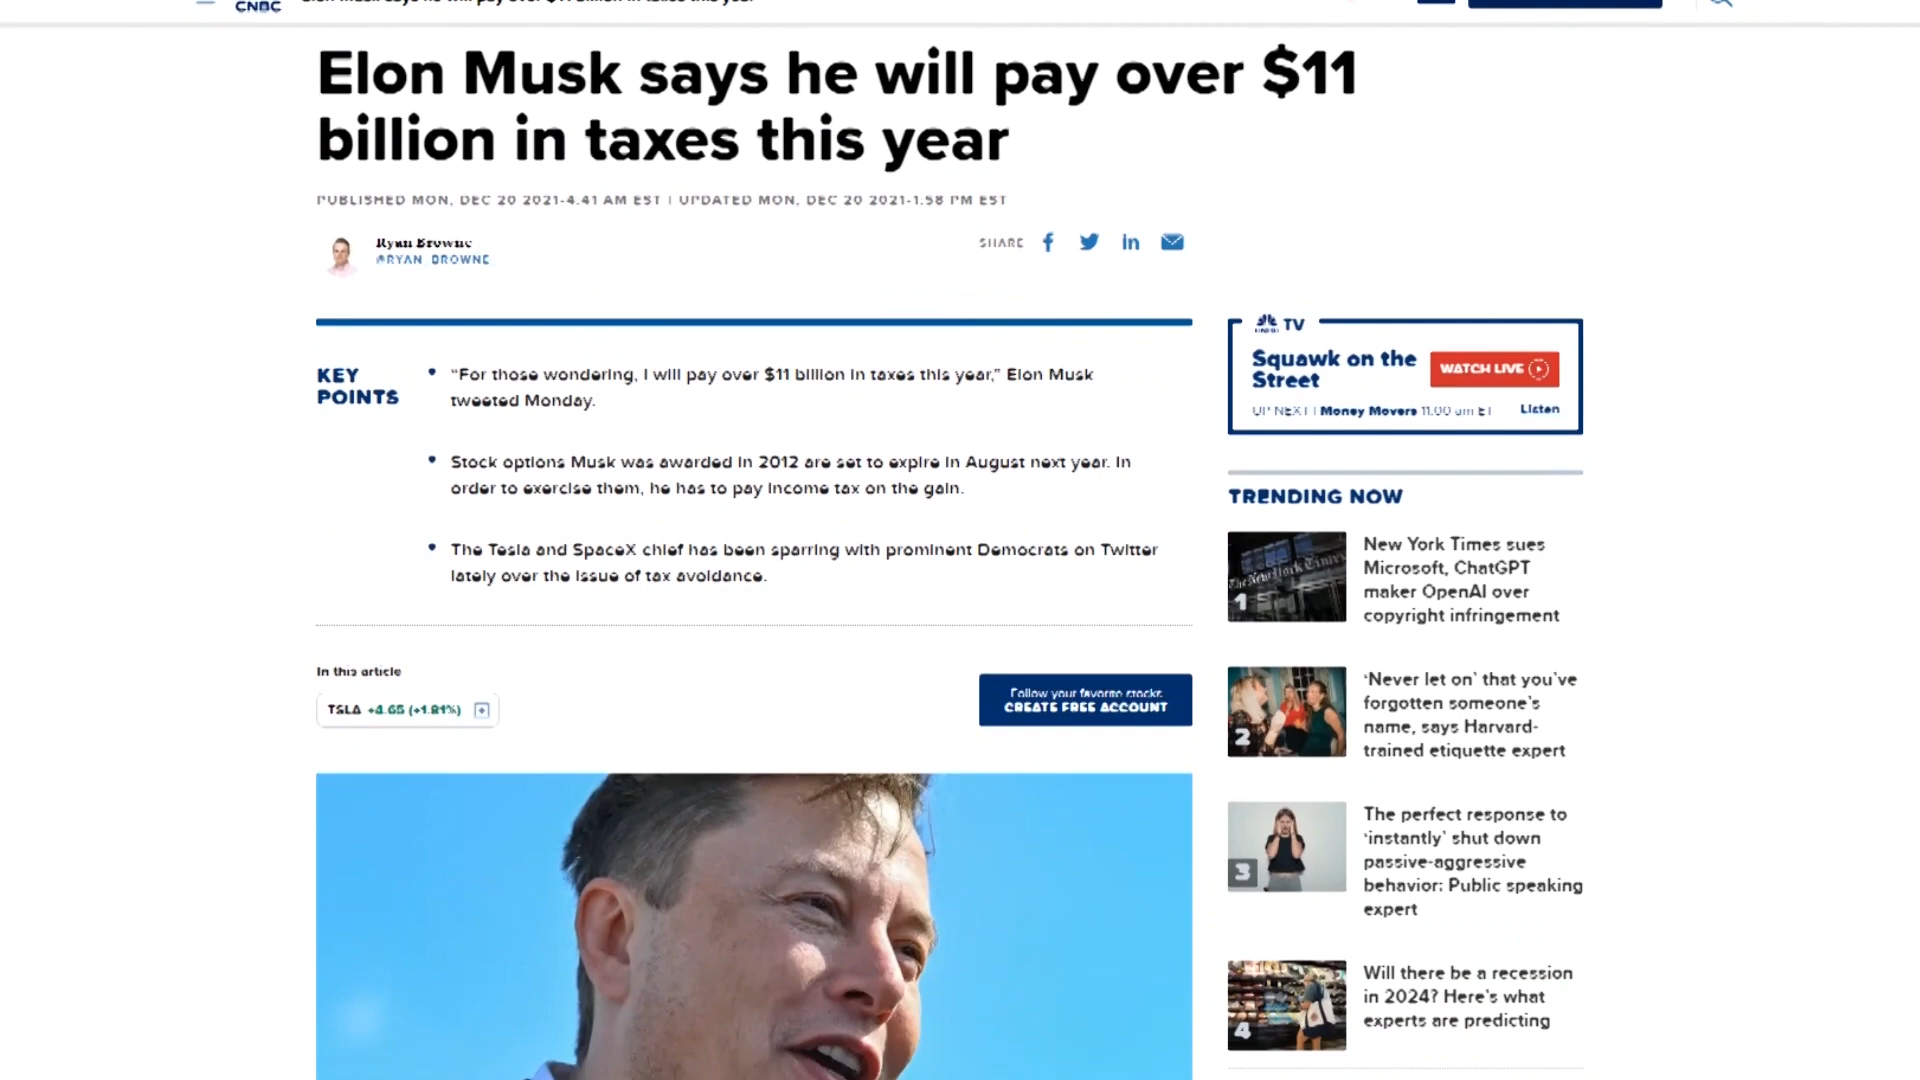 CNBC
Elon Musk says he will pay over $11 billion in taxes this year
Elon Musk says he will pay over $11
billion in taxes this year
PUBLISHED MON, DEC 20 2021-4:41 AM EST | UPDATED MON, DEC 20 2021-1:58 PM EST
Ryan Browne
@RYAN_BROWNE_
SHARE
KEY
POINTS
“For those wondering, I will pay over $11 billion in taxes this year,” Elon Musk
tweeted Monday.
Stock options Musk was awarded in 2012 are set to expire in August next year. In
order to exercise them, he has to pay income tax on the gain.
The Tesla and SpaceX chief has been sparring with prominent Democrats on Twitter
lately over the issue of tax avoidance.
In this article
TSLA +4.65 (+1.81%)
Follow your favorite stocks
CREATE FREE ACCOUNT
TV
Squawk on the
Street
WATCH LIVE
UP NEXT | Money Movers 11:00 am ET
Listen
TRENDING NOW
The New York Times
1
New York Times sues
Microsoft, ChatGPT
maker OpenAI over
copyright infringement
2
‘Never let on’ that you’ve
forgotten someone’s
name, says Harvard-
trained etiquette expert
3
The perfect response to
‘instantly’ shut down
passive-aggressive
behavior: Public speaking
expert
4
Will there be a recession
in 2024? Here’s what
experts are predicting